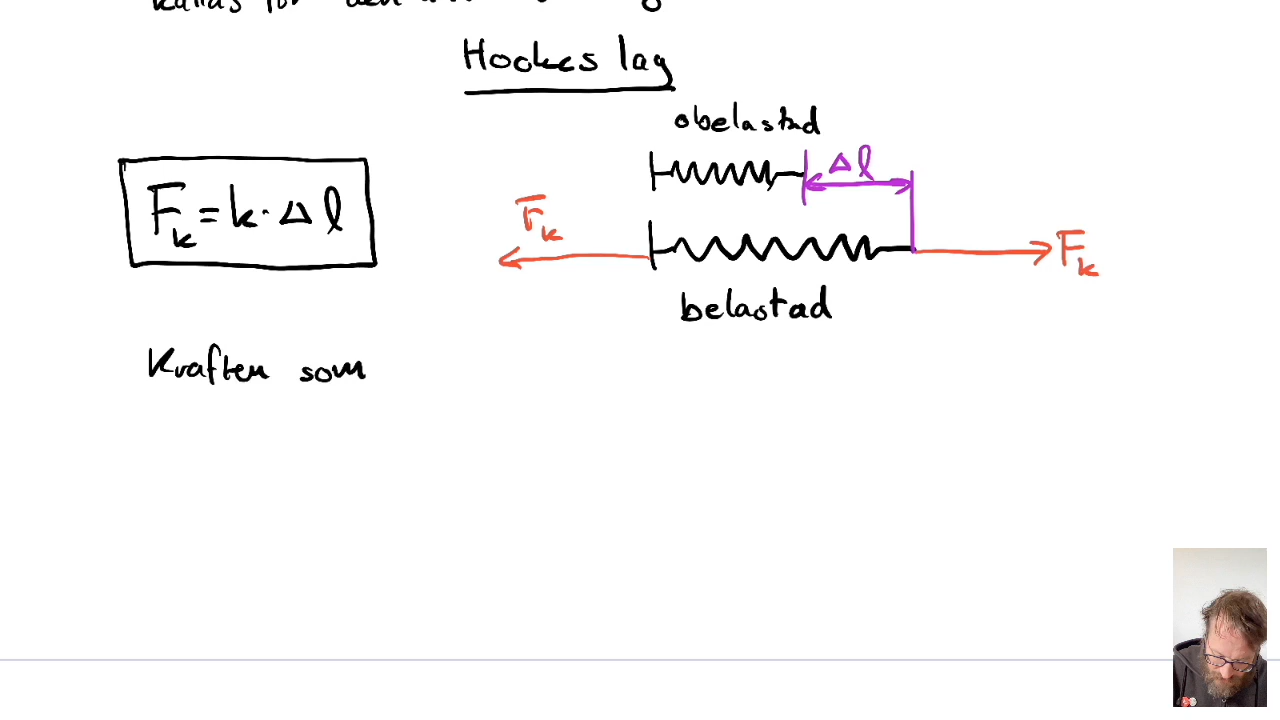 Hookes lag
obelastad
Δl
F_k = k · Δl
F_k
F_k
belastad
Kraften som